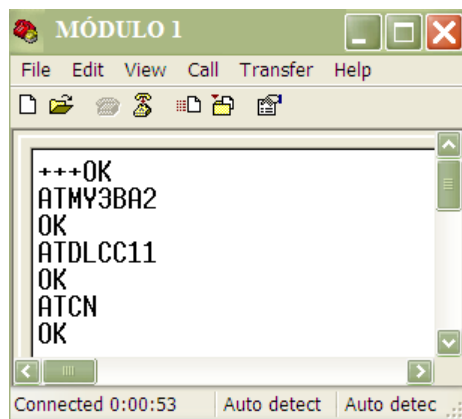 MÓDULO 1
File Edit View Call Transfer Help
+++OK
ATMY3BA2
OK
ATDLCC11
OK
ATCN
OK
Connected 0:00:53 Auto detect Auto detec